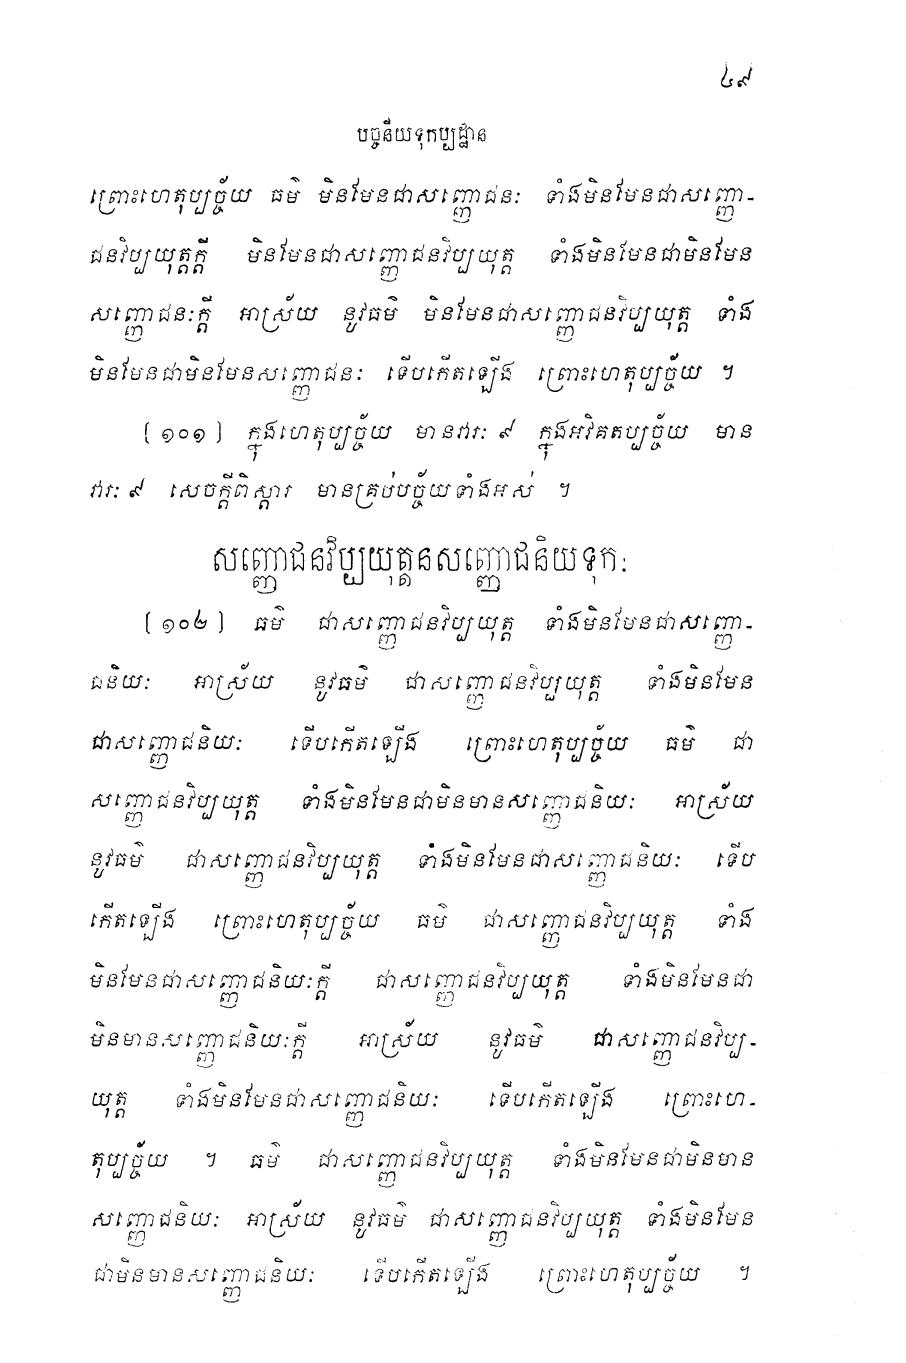 ៤៩
បច្ចនីយទុកប្បដ្ឋាន
ព្រោះហេតុប្បច្ច័យ ធម៌ មិនមែនជាសញ្ញោជនៈ ទាំងមិនមែនជាសញ្ញោ-
ជនវិប្បយុត្តក្តី មិនមែនជាសញ្ញោជនវិប្បយុត្ត ទាំងមិនមែនជាមិនមែន
សញ្ញោជនៈក្តី អាស្រ័យ នូវធម៌ មិនមែនជាសញ្ញោជនវិប្បយុត្ត ទាំង
មិនមែនជាមិនមែនសញ្ញោជនៈ ទើបកើតឡើង ព្រោះហេតុប្បច្ច័យ ។
[១០១] ក្នុងហេតុប្បច្ច័យ មានវារៈ ៩ ក្នុងអវិគតប្បច្ច័យ មាន
វារៈ ៩ សេចក្តីពិស្តារ មានគ្រប់បច្ច័យទាំងអស់ ។
សញ្ញោជនវិប្បយុត្តនសញ្ញោជនិយទុកៈ
[១០២] ធម៌ ជាសញ្ញោជនវិប្បយុត្ត ទាំងមិនមែនជាសញ្ញោ-
ជនិយៈ អាស្រ័យ នូវធម៌ ជាសញ្ញោជនវិប្បយុត្ត ទាំងមិនមែន
ជាសញ្ញោជនិយៈ ទើបកើតឡើង ព្រោះហេតុប្បច្ច័យ ធម៌ ជា
សញ្ញោជនវិប្បយុត្ត ទាំងមិនមែនជាមិនមានសញ្ញោជនិយៈ អាស្រ័យ
នូវធម៌ ជាសញ្ញោជនវិប្បយុត្ត ទាំងមិនមែនជាសញ្ញោជនិយៈ ទើប
កើតឡើង ព្រោះហេតុប្បច្ច័យ ធម៌ ជាសញ្ញោជនវិប្បយុត្ត ទាំង
មិនមែនជាសញ្ញោជនិយៈក្តី ជាសញ្ញោជនវិប្បយុត្ត ទាំងមិនមែនជា
មិនមានសញ្ញោជនិយៈក្តី អាស្រ័យ នូវធម៌ ជាសញ្ញោជនវិប្ប-
យុត្ត ទាំងមិនមែនជាសញ្ញោជនិយៈ ទើបកើតឡើង ព្រោះហេ-
តុប្បច្ច័យ ។ ធម៌ ជាសញ្ញោជនវិប្បយុត្ត ទាំងមិនមែនជាមិនមាន
សញ្ញោជនិយៈ អាស្រ័យ នូវធម៌ ជាសញ្ញោជនវិប្បយុត្ត ទាំងមិនមែន
ជាមិនមានសញ្ញោជនិយៈ ទើបកើតឡើង ព្រោះហេតុប្បច្ច័យ ។